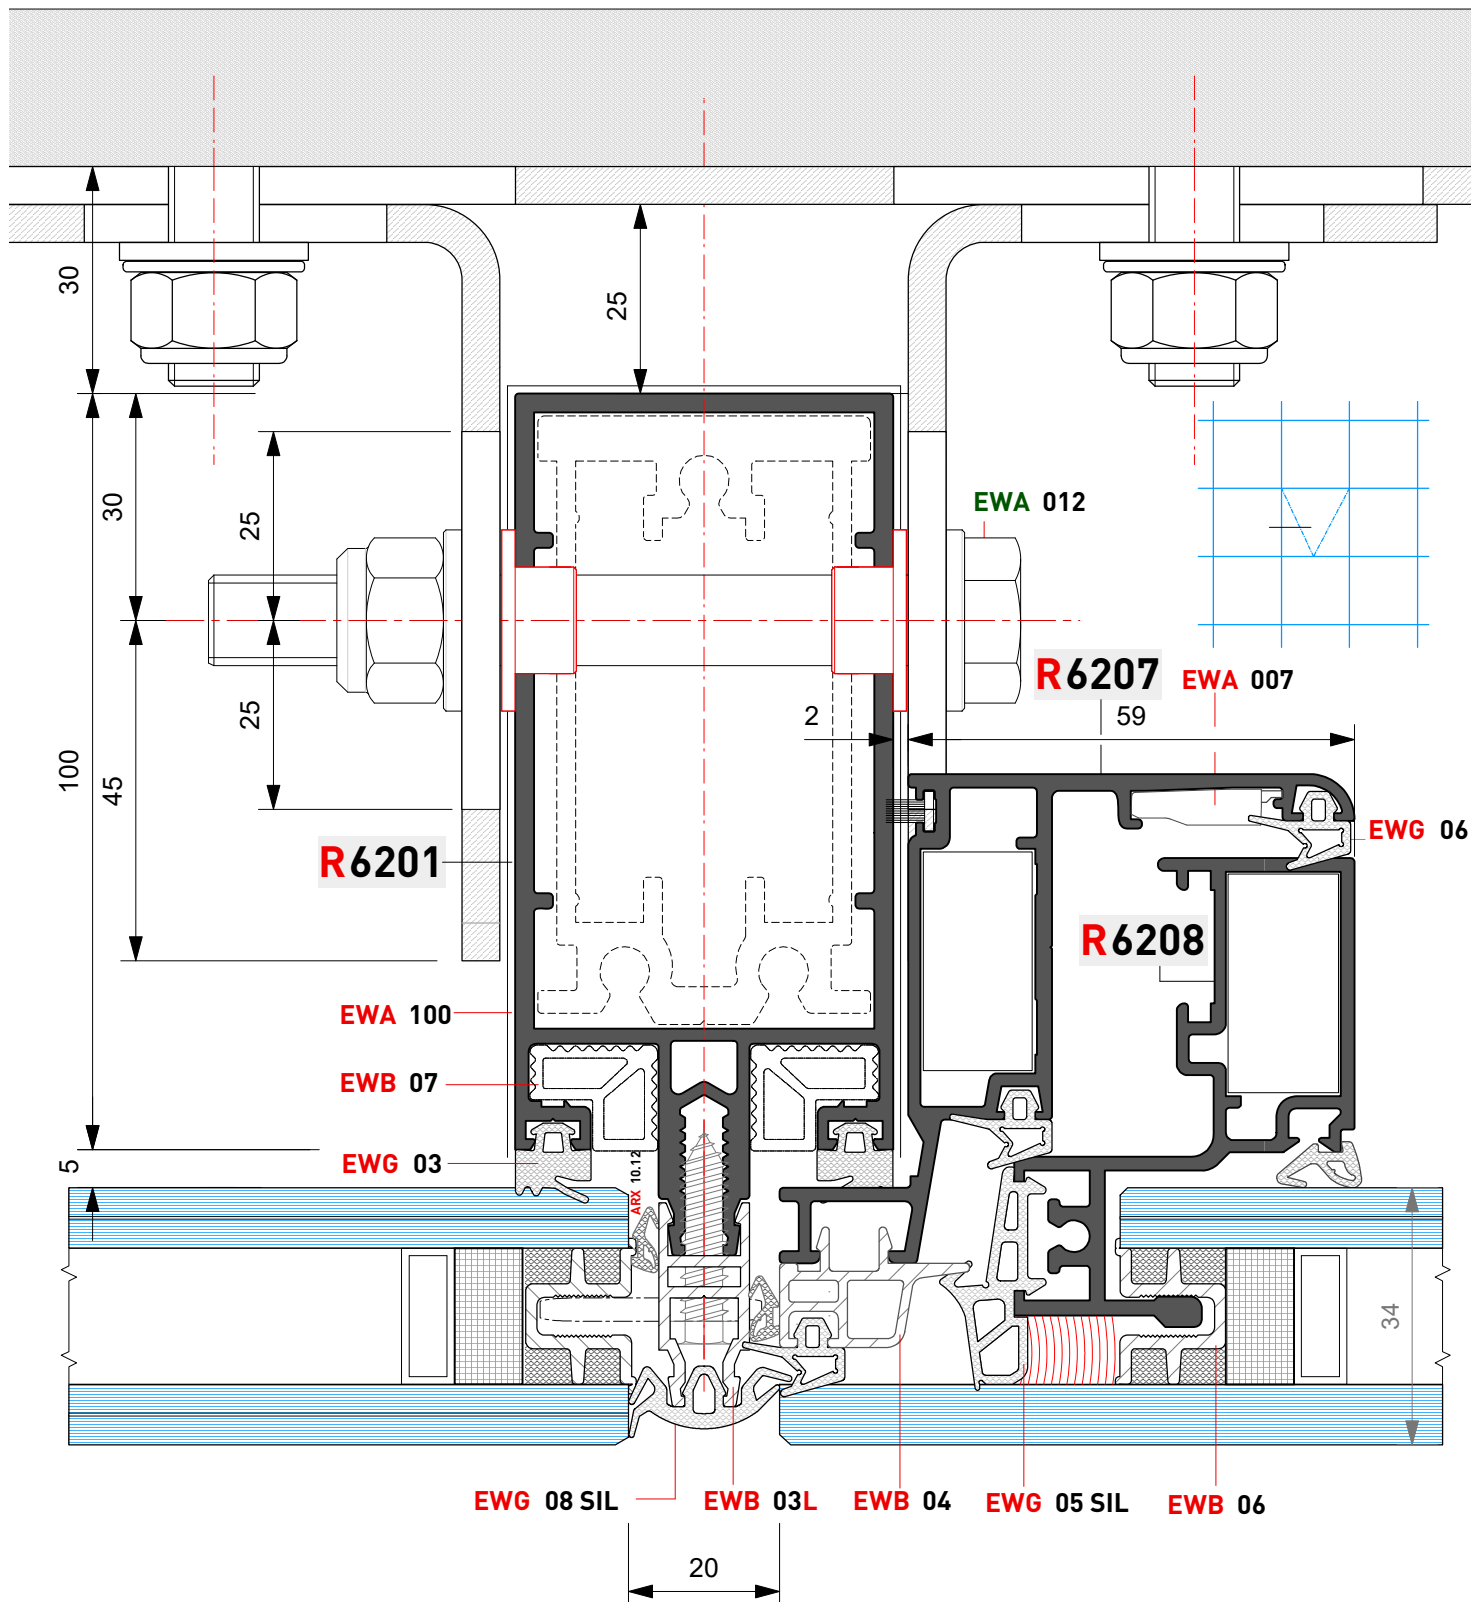 30
25
30
25
EWA 012
R6207
EWA 007
25
2
59
100
45
R6201
EWG 06
R6208
EWA 100
EWB 07
EWG 03
5
ARX 10.12
34
EWG 08 SIL
EWB 03L
EWB 04
EWG 05 SIL
EWB 06
20